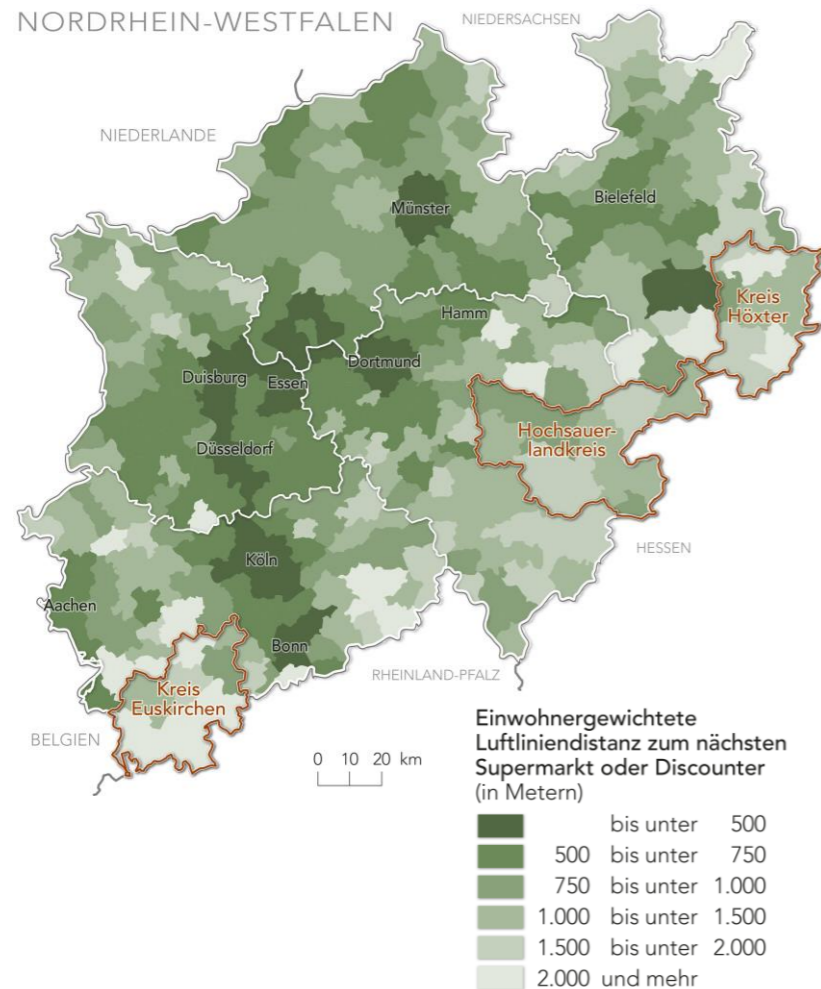 NORDRHEIN-WESTFALEN
NIEDERSACHSEN
NIEDERLANDE
Münster
Bielefeld
Kreis
Höxter
Hamm
Dortmund
Duisburg
Essen
Hochsauer-
landkreis
Düsseldorf
HESSEN
Köln
Aachen
Bonn
RHEINLAND-PFALZ
Kreis
Euskirchen
BELGIEN
0 10 20 km
Einwohnergewichtete
Luftliniendistanz zum nächsten
Supermarkt oder Discounter
(in Metern)
bis unter 500
500 bis unter 750
750 bis unter 1.000
1.000 bis unter 1.500
1.500 bis unter 2.000
2.000 und mehr